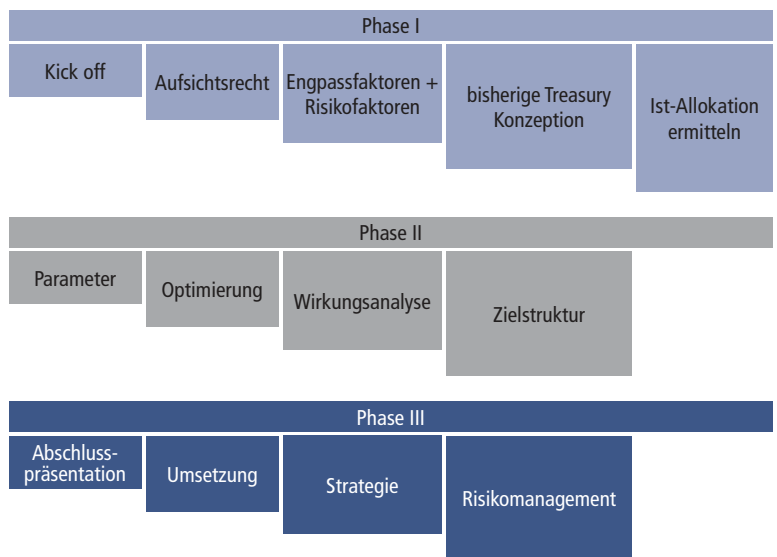 Phase I
Kick off
Aufsichtsrecht
Engpassfaktoren +
Risikofaktoren
bisherige Treasury
Konzeption
Ist-Allokation
ermitteln
Phase II
Parameter
Optimierung
Wirkungsanalyse
Zielstruktur
Phase III
Abschluss-
präsentation
Umsetzung
Strategie
Risikomanagement